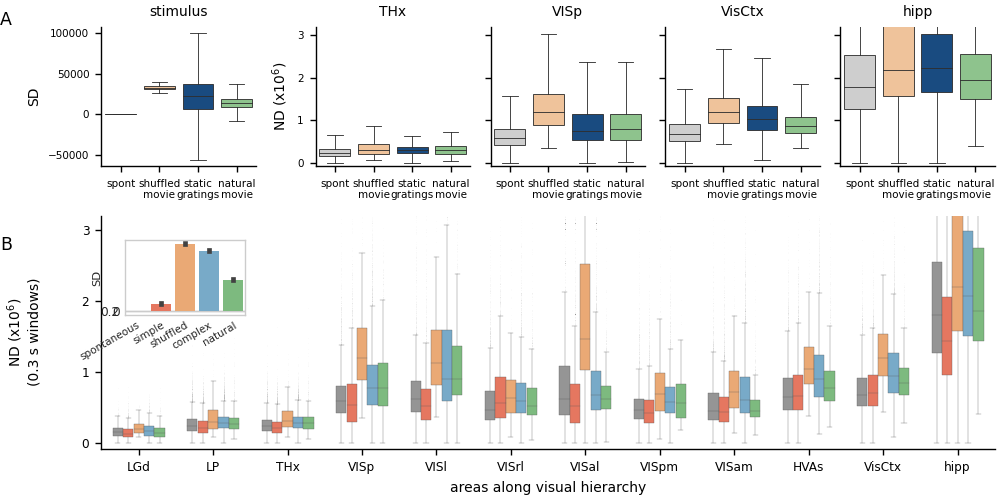 A
stimulus
THx
VISp
VisCtx
hipp
SD
100000
50000
0
−50000
ND (x10⁶)
3
2
1
0
spont
shuffled
movie
static
gratings
natural
movie
spont
shuffled
movie
static
gratings
natural
movie
spont
shuffled
movie
static
gratings
natural
movie
spont
shuffled
movie
static
gratings
natural
movie
spont
shuffled
movie
static
gratings
natural
movie
B
ND (x10⁶)
(0.3 s windows)
3
2
1
0
SD
spontaneous
simple
shuffled
complex
natural
LGd
LP
THx
VISp
VISl
VISrl
VISal
VISpm
VISam
HVAs
VisCtx
hipp
areas along visual hierarchy